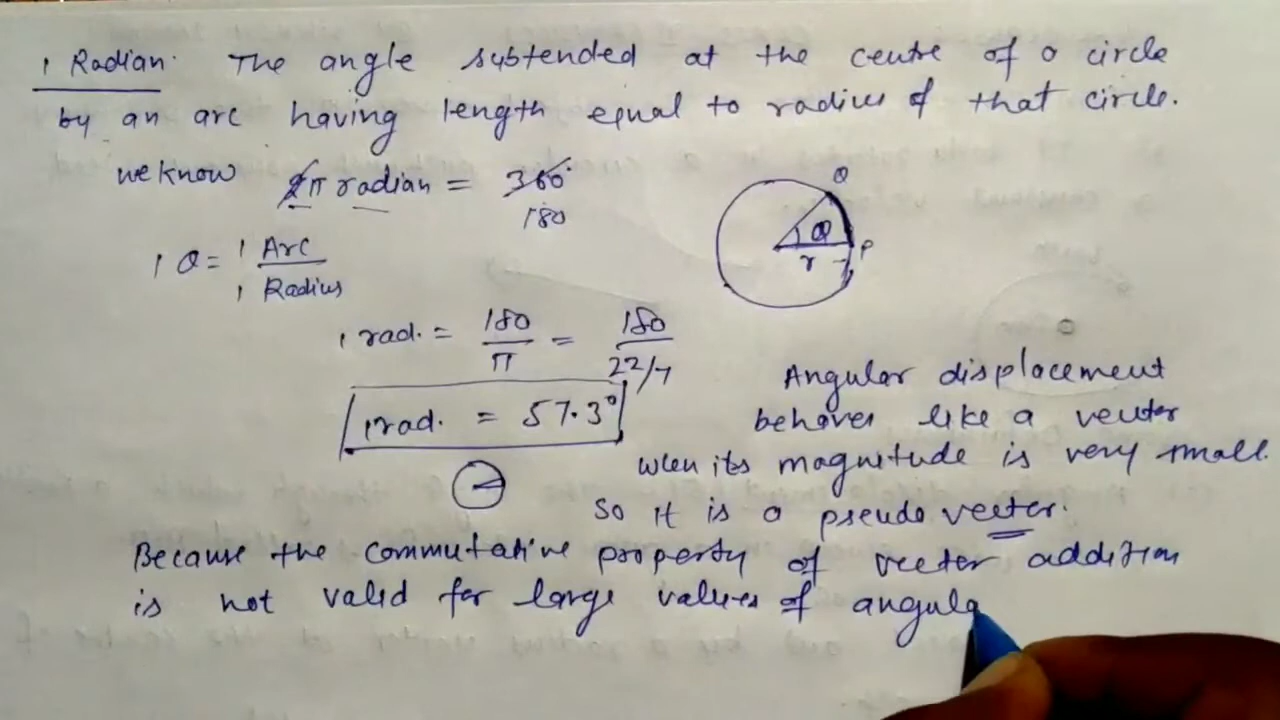 1 Radian. The angle subtended at the centre of a circle
by an arc having length equal to radius of that circle.
we know 2π radian = 360°
180
1 θ = 1 Arc / 1 Radius
Q
θ
r
P
1 rad. = 180/π = 180/22/7
1 rad. = 57.3°
Angular displacement
behaves like a vector
when its magnitude is very small.
So it is a pseudo vector.
Because the commutative property of vector addition
is not valid for large values of angula